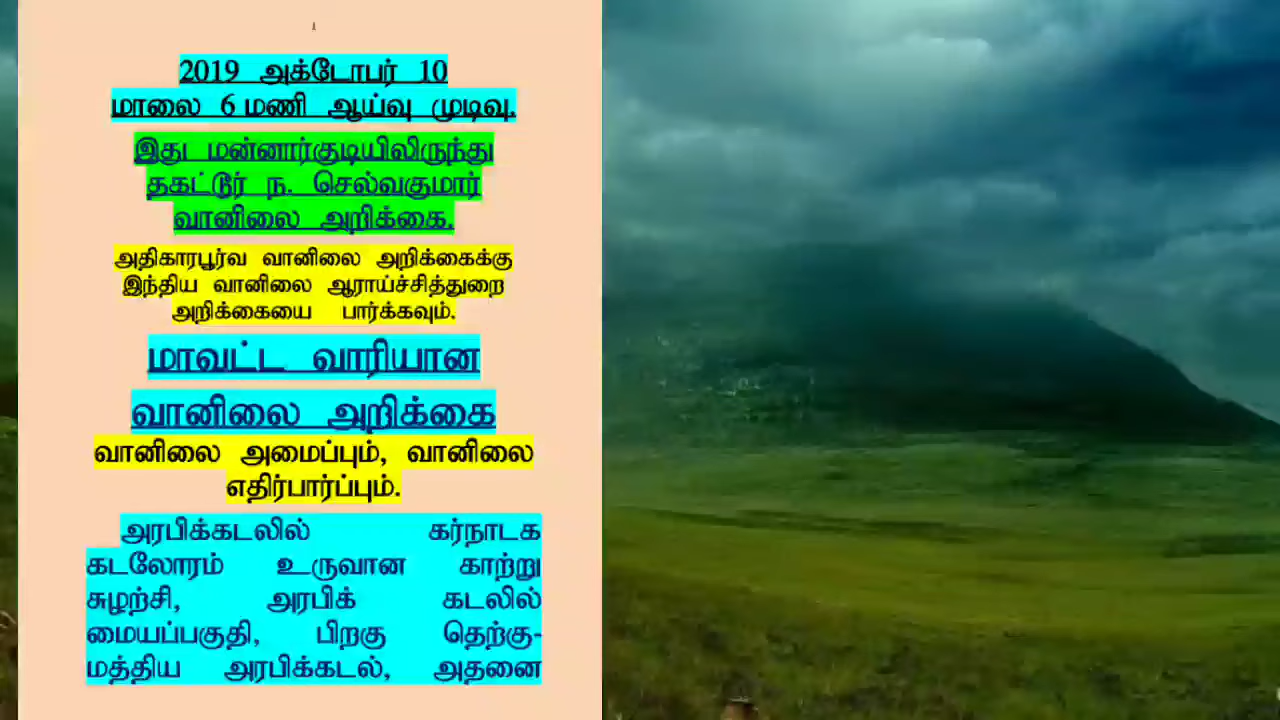 2019 அக்டோபர் 10
மாலை 6 மணி ஆய்வு முடிவு.
இது மன்னார்குடியிலிருந்து
தகட்டூர் ந. செல்வகுமார்
வானிலை அறிக்கை.
அதிகாரபூர்வ வானிலை அறிக்கைக்கு
இந்திய வானிலை ஆராய்ச்சித்துறை
அறிக்கையை பார்க்கவும்.
மாவட்ட வாரியான
வானிலை அறிக்கை
வானிலை அமைப்பும், வானிலை
எதிர்பார்ப்பும்.
அரபிக்கடலில் கர்நாடக
கடலோரம் உருவான காற்று
சுழற்சி, அரபிக் கடலில்
மையப்பகுதி, பிறகு தெற்கு-
மத்திய அரபிக்கடல், அதனை